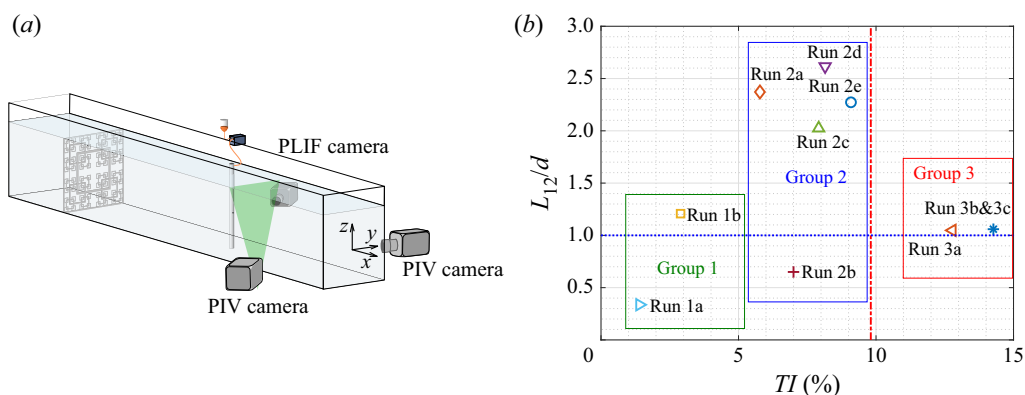 (a)
PLIF camera
z
y
x
PIV camera
PIV camera
(b)
3.0
2.5
2.0
1.5
1.0
0.5
0
5
10
15
L12/d
TI (%)
Run 2d
Run 2a
Run 2e
Run 2c
Group 2
Group 3
Run 1b
Run 3b&3c
Run 3a
Group 1
Run 2b
Run 1a